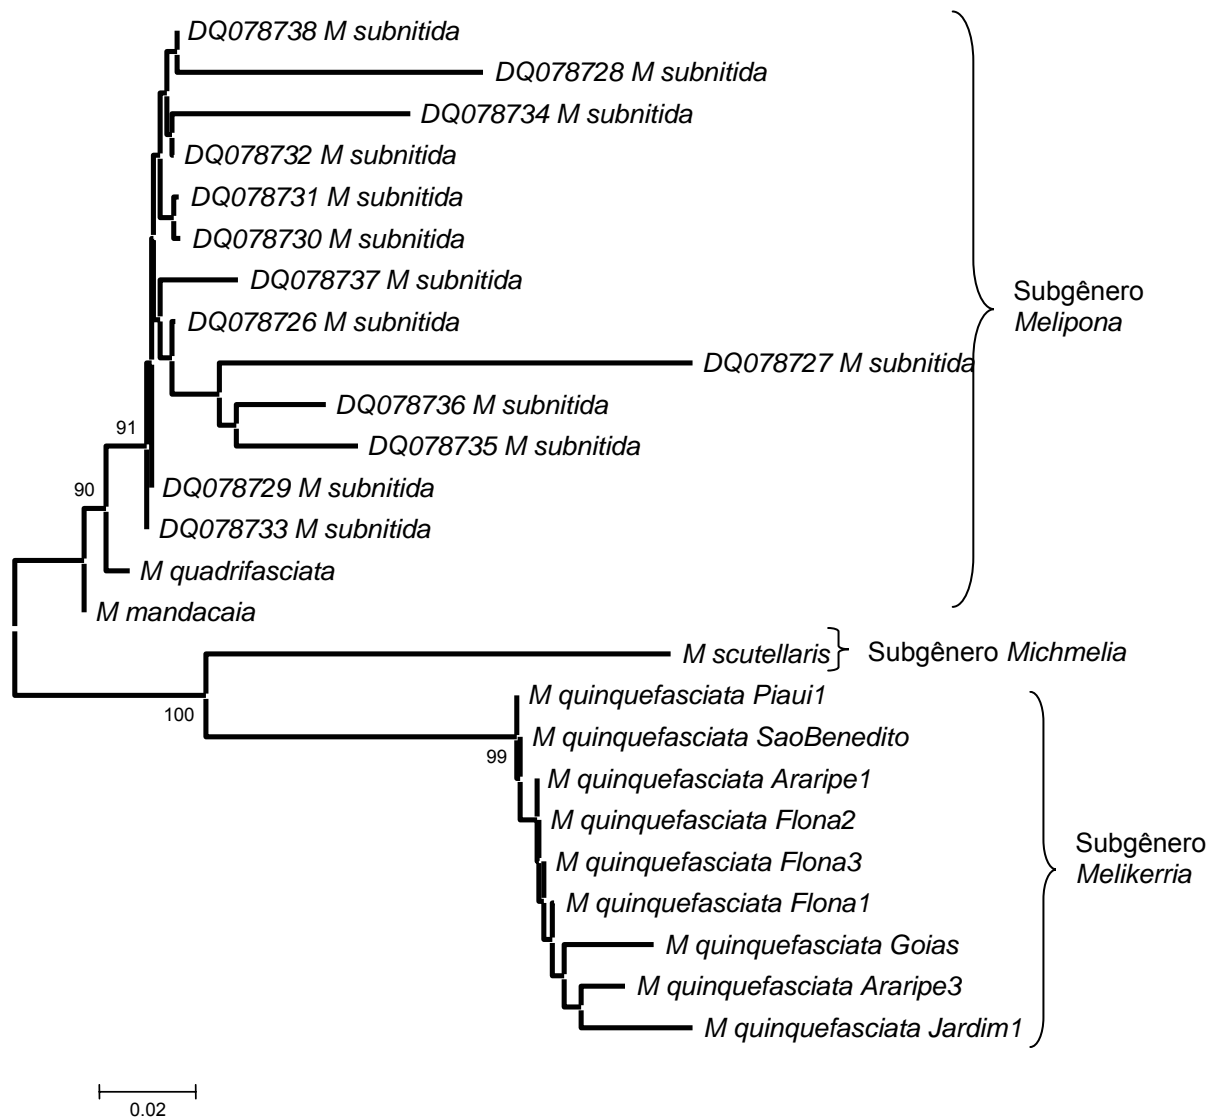 DQ078738 M subnitida
DQ078728 M subnitida
DQ078734 M subnitida
DQ078732 M subnitida
DQ078731 M subnitida
DQ078730 M subnitida
DQ078737 M subnitida
Subgênero
Melipona
DQ078726 M subnitida
DQ078727 M subnitida
DQ078736 M subnitida
91
DQ078735 M subnitida
90
DQ078729 M subnitida
DQ078733 M subnitida
M quadrifasciata
M mandacaia
M scutellaris
Subgênero Michmelia
M quinquefasciata Piaui1
100
M quinquefasciata SaoBenedito
99
M quinquefasciata Araripe1
M quinquefasciata Flona2
Subgênero
Melikerria
M quinquefasciata Flona3
M quinquefasciata Flona1
M quinquefasciata Goias
M quinquefasciata Araripe3
M quinquefasciata Jardim1
0.02